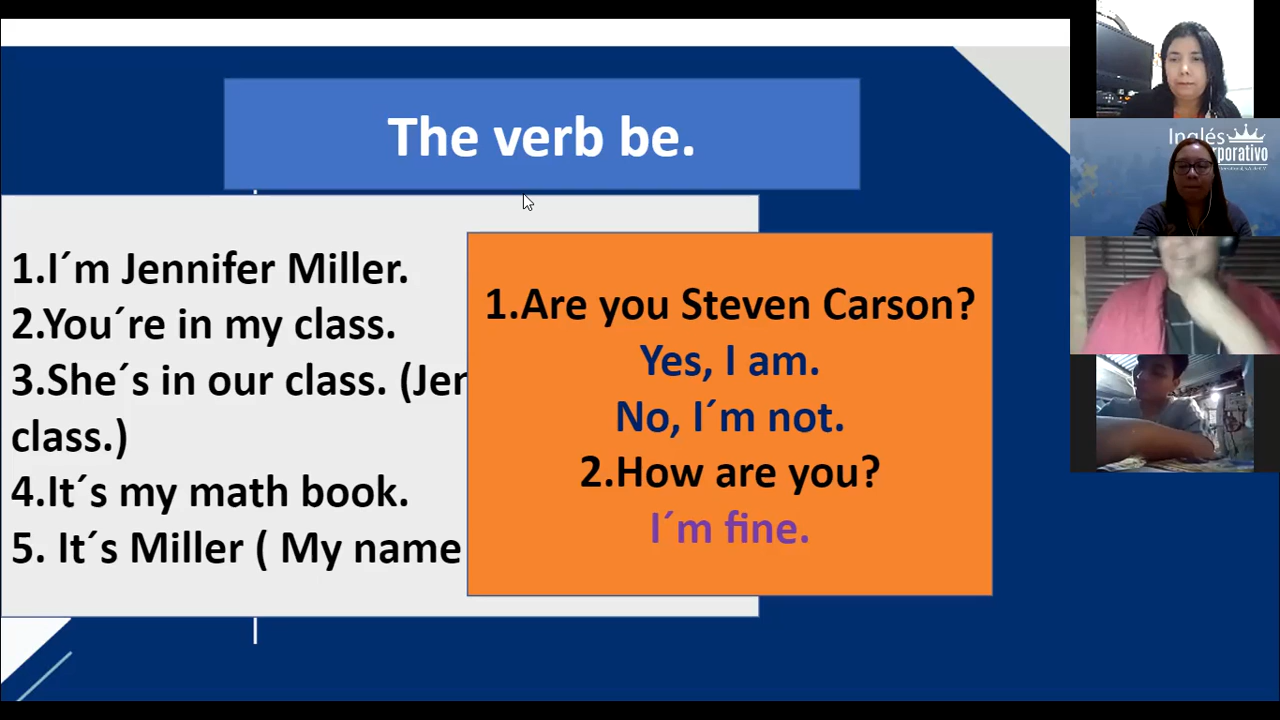 The verb be.
1.I´m Jennifer Miller.
2.You´re in my class.
3.She´s in our class. (Jer
class.)
4.It´s my math book.
5. It´s Miller ( My name
1.Are you Steven Carson?
Yes, I am.
No, I´m not.
2.How are you?
I´m fine.
Inglés